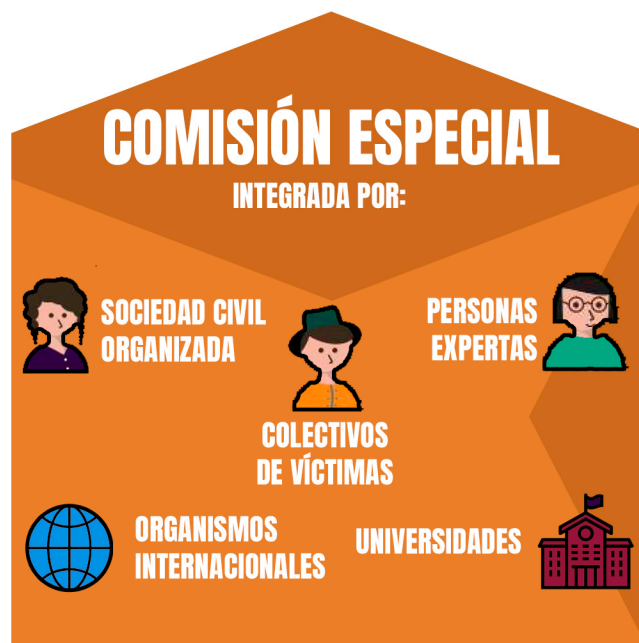 COMISIÓN ESPECIAL
INTEGRADA POR:
SOCIEDAD CIVIL
ORGANIZADA
PERSONAS
EXPERTAS
COLECTIVOS
DE VÍCTIMAS
ORGANISMOS
INTERNACIONALES
UNIVERSIDADES